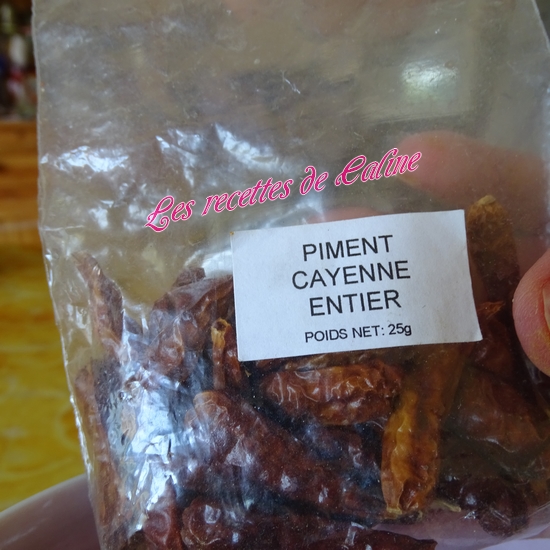 Les recettes de Caline
PIMENT
CAYENNE
ENTIER
POIDS NET: 25g